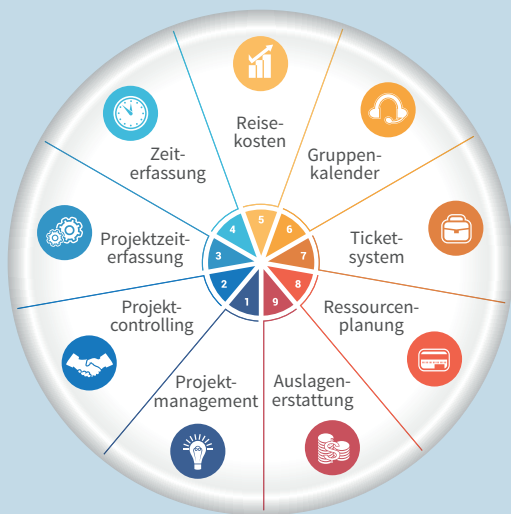 Reise-
kosten
Gruppen-
kalender
Zeit-
erfassung
Ticket-
system
Projektzeit-
erfassung
Ressourcen-
planung
Projekt-
controlling
Auslagen-
erstattung
Projekt-
management
1
2
3
4
5
6
7
8
9